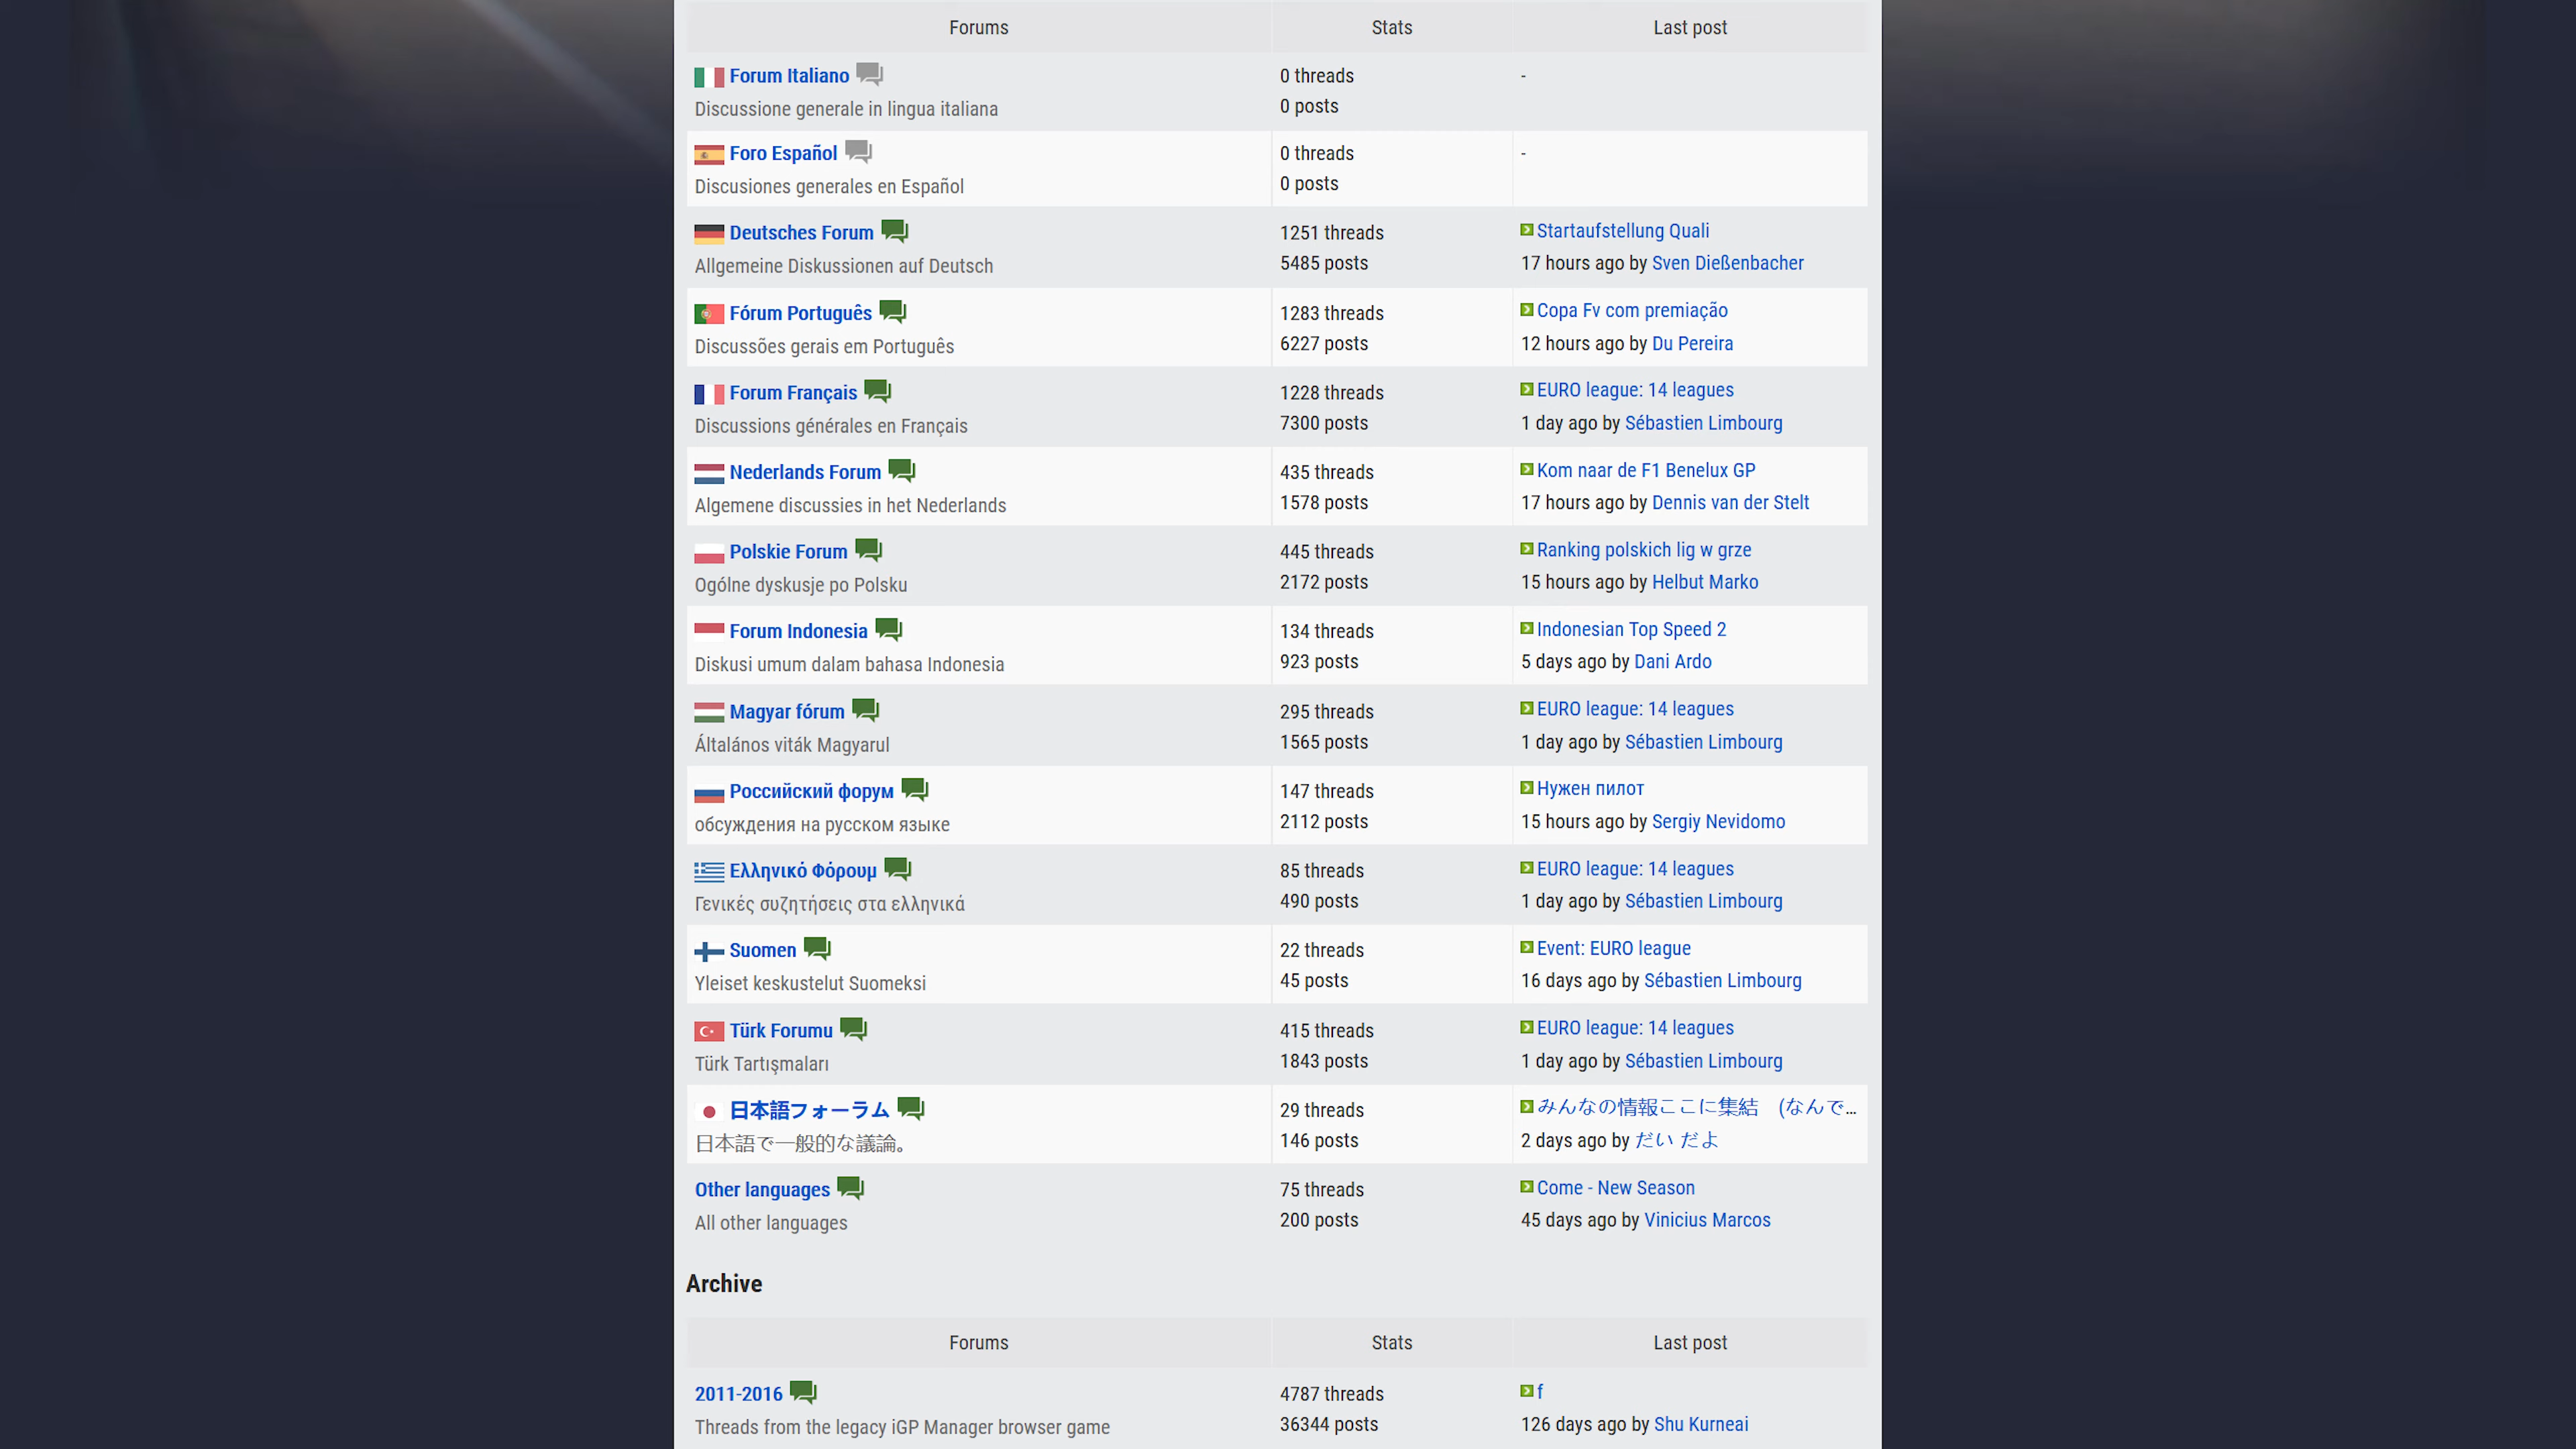 Forums Stats Last post
Forum Italiano 0 threads -
Discussione generale in lingua italiana 0 posts
Foro Español 0 threads -
Discusiones generales en Español 0 posts
Deutsches Forum 1251 threads Startaufstellung Quali
Allgemeine Diskussionen auf Deutsch 5485 posts 17 hours ago by Sven Dießenbacher
Fórum Português 1283 threads Copa Fv com premiação
Discussões gerais em Português 6227 posts 12 hours ago by Du Pereira
Forum Français 1228 threads EURO league: 14 leagues
Discussions générales en Français 7300 posts 1 day ago by Sébastien Limbourg
Nederlands Forum 435 threads Kom naar de F1 Benelux GP
Algemene discussies in het Nederlands 1578 posts 17 hours ago by Dennis van der Stelt
Polskie Forum 445 threads Ranking polskich lig w grze
Ogólne dyskusje po Polsku 2172 posts 15 hours ago by Helbut Marko
Forum Indonesia 134 threads Indonesian Top Speed 2
Diskusi umum dalam bahasa Indonesia 923 posts 5 days ago by Dani Ardo
Magyar fórum 295 threads EURO league: 14 leagues
Általános viták Magyarul 1565 posts 1 day ago by Sébastien Limbourg
Российский форум 147 threads Нужен пилот
обсуждения на русском языке 2112 posts 15 hours ago by Sergiy Nevidomo
Ελληνικό Φόρουμ 85 threads EURO league: 14 leagues
Γενικές συζητήσεις στα ελληνικά 490 posts 1 day ago by Sébastien Limbourg
Suomen 22 threads Event: EURO league
Yleiset keskustelut Suomeksi 45 posts 16 days ago by Sébastien Limbourg
Türk Forumu 415 threads EURO league: 14 leagues
Türk Tartışmaları 1843 posts 1 day ago by Sébastien Limbourg
日本語フォーラム 29 threads みんなの情報ここに集結　(なんで...
日本語で一般的な議論。 146 posts 2 days ago by だい だよ
Other languages 75 threads Come - New Season
All other languages 200 posts 45 days ago by Vinicius Marcos
Archive
Forums Stats Last post
2011-2016 4787 threads f
Threads from the legacy iGP Manager browser game 36344 posts 126 days ago by Shu Kurneai